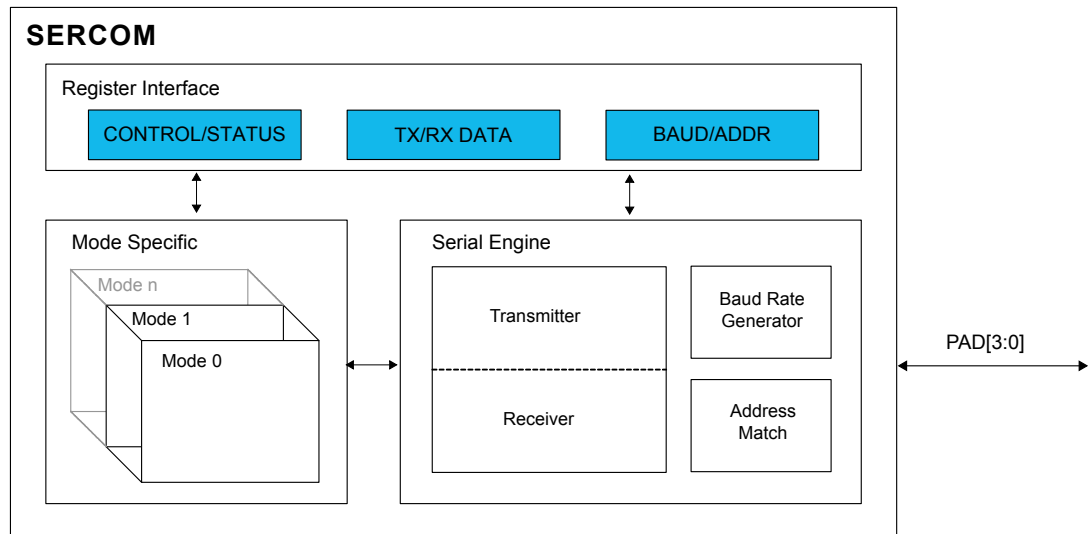 SERCOM
Register Interface
CONTROL/STATUS
TX/RX DATA
BAUD/ADDR
Mode Specific
Mode n
Mode 1
Mode 0
Serial Engine
Transmitter
Receiver
Baud Rate
Generator
Address
Match
PAD[3:0]